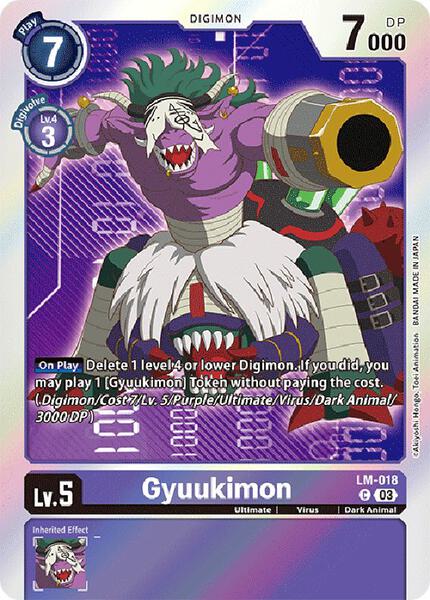 DIGIMON
Play
7
DP
7000
Digivolve
Lv.4
3
On Play Delete 1 level 4 or lower Digimon. If you did, you
may play 1 [Gyuukimon] Token without paying the cost.
(.Digimon/Cost 7/Lv. 5/Purple/Ultimate/Virus/Dark Animal/
3000 DP)
©Akiyoshi Hongo, Toei Animation BANDAI MADE IN JAPAN
LM-018
Lv.5 Gyuukimon C 03
Ultimate | Virus | Dark Animal
Inherited Effect
–